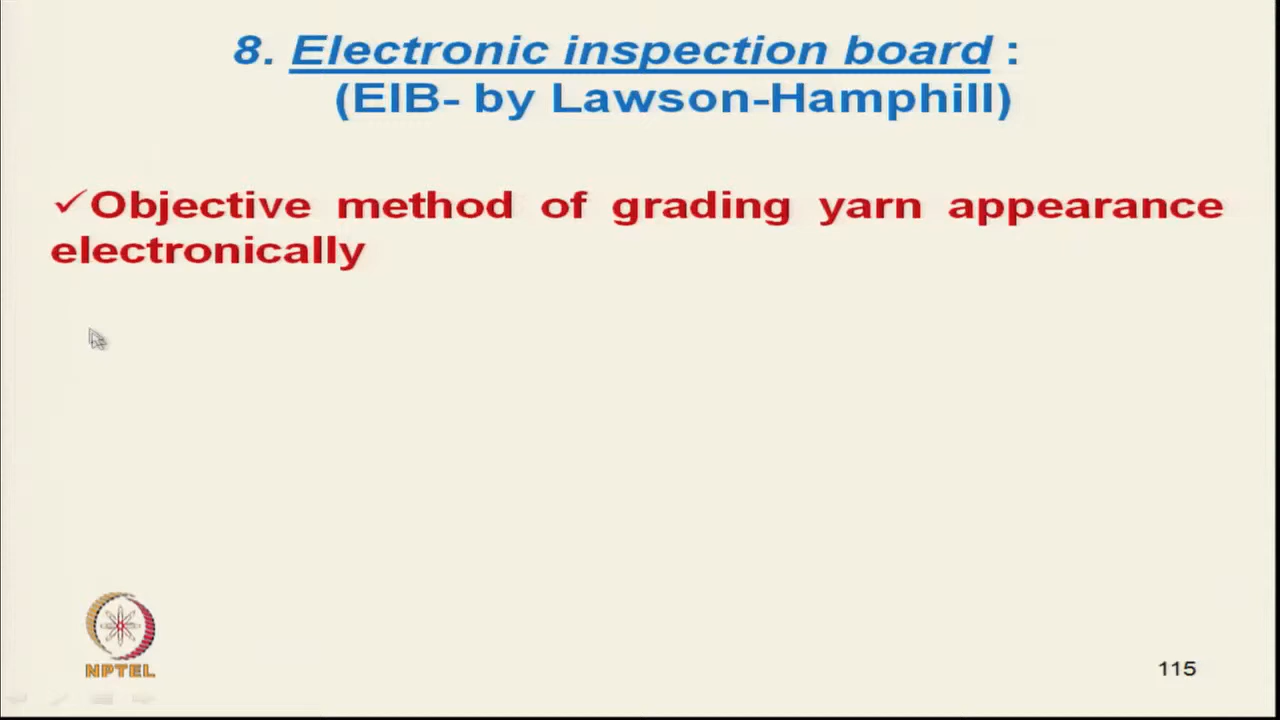 8. Electronic inspection board :
(EIB- by Lawson-Hamphill)
✓Objective method of grading yarn appearance
electronically
NPTEL
115